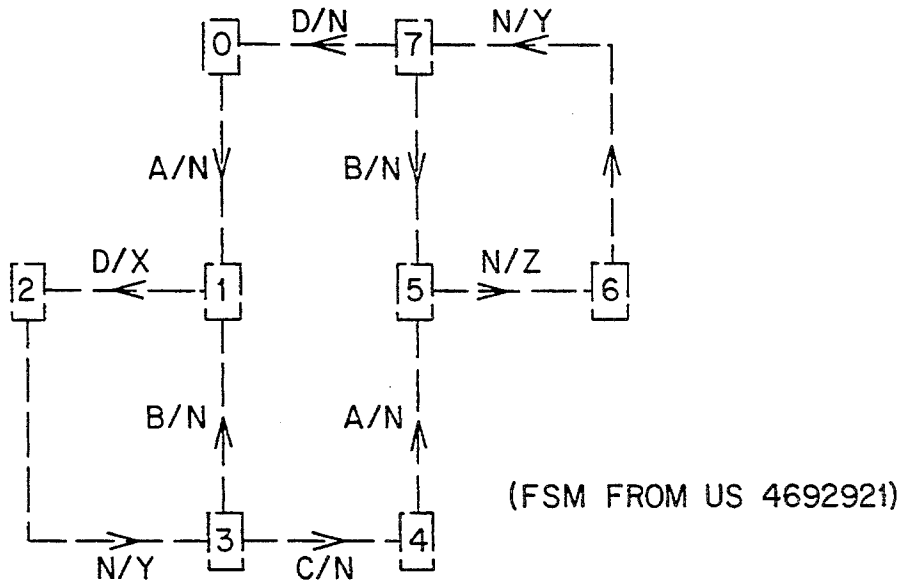 D/N N/Y
0 7
A/N B/N
D/X N/Z
2 1 5 6
B/N A/N
(FSM FROM US 4692921)
3 4
N/Y C/N